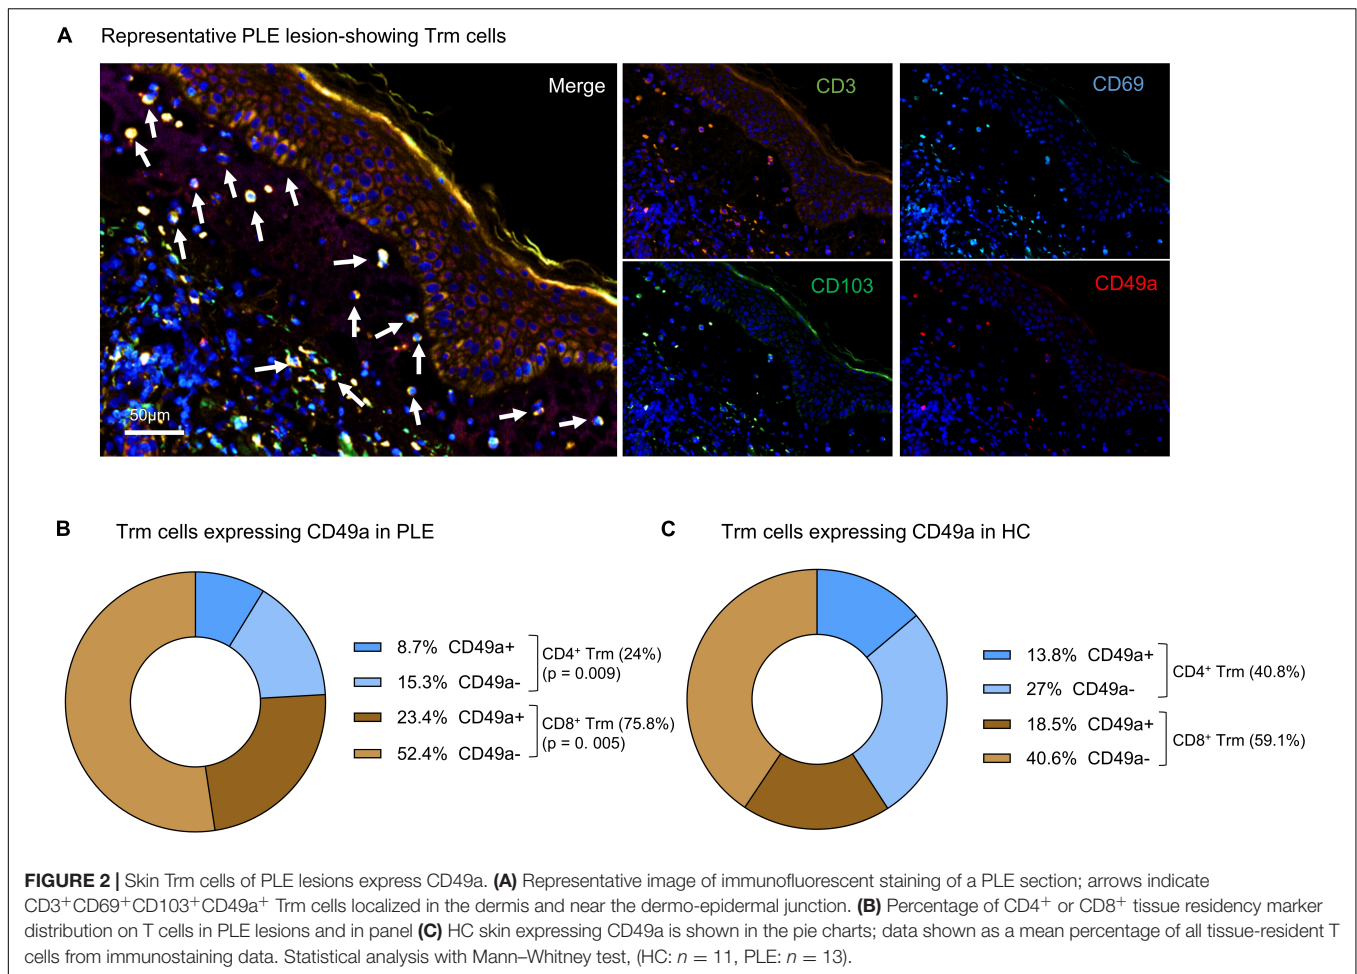 A Representative PLE lesion-showing Trm cells
Merge
CD3
CD69
CD103
CD49a
50µm
B Trm cells expressing CD49a in PLE
8.7% CD49a+
15.3% CD49a-
CD4⁺ Trm (24%)
(p = 0.009)
23.4% CD49a+
52.4% CD49a-
CD8⁺ Trm (75.8%)
(p = 0. 005)
C Trm cells expressing CD49a in HC
13.8% CD49a+
27% CD49a-
CD4⁺ Trm (40.8%)
18.5% CD49a+
40.6% CD49a-
CD8⁺ Trm (59.1%)
FIGURE 2 | Skin Trm cells of PLE lesions express CD49a. (A) Representative image of immunofluorescent staining of a PLE section; arrows indicate
CD3⁺CD69⁺CD103⁺CD49a⁺ Trm cells localized in the dermis and near the dermo-epidermal junction. (B) Percentage of CD4⁺ or CD8⁺ tissue residency marker
distribution on T cells in PLE lesions and in panel (C) HC skin expressing CD49a is shown in the pie charts; data shown as a mean percentage of all tissue-resident T
cells from immunostaining data. Statistical analysis with Mann–Whitney test, (HC: n = 11, PLE: n = 13).